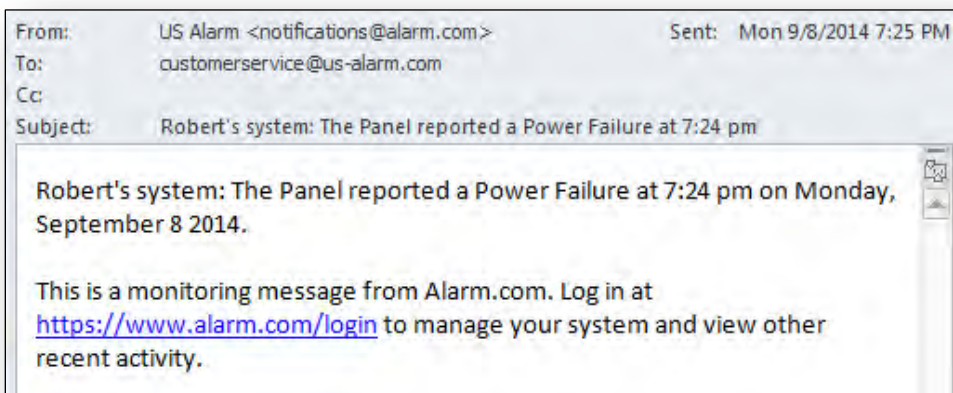 From: US Alarm <notifications@alarm.com> Sent: Mon 9/8/2014 7:25 PM
To: customerservice@us-alarm.com
Cc:
Subject: Robert's system: The Panel reported a Power Failure at 7:24 pm
Robert's system: The Panel reported a Power Failure at 7:24 pm on Monday,
September 8 2014.
This is a monitoring message from Alarm.com. Log in at
https://www.alarm.com/login to manage your system and view other
recent activity.